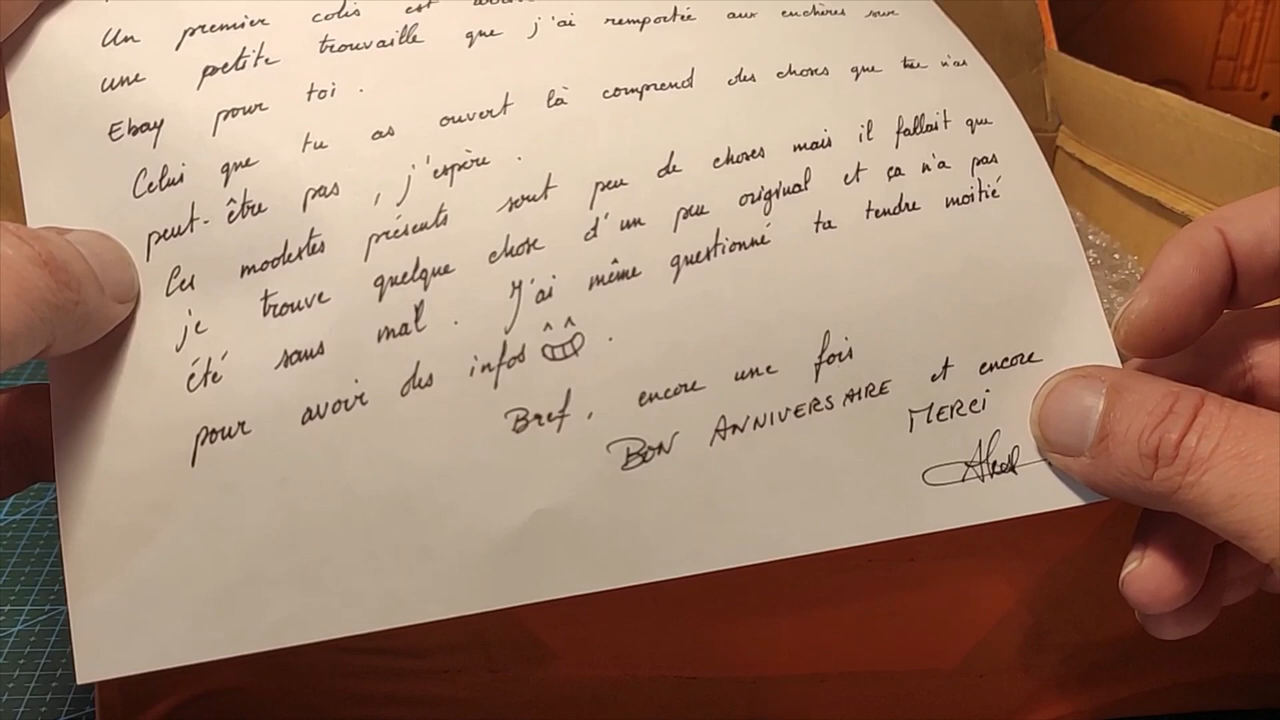 Un premier colis est
une petite trouvaille que j'ai remportée aux enchères sur
Ebay pour toi.
Celui que tu as ouvert là comprend des choses que tu n'as
peut-être pas, j'espère.
Ces modestes présents sont peu de choses mais il fallait que
je trouve quelque chose d'un peu original et ça n'a pas
été sans mal. J'ai même questionné ta tendre moitié
pour avoir des infos ^^.
Bref, encore une fois
BON ANNIVERSAIRE et encore
MERCI